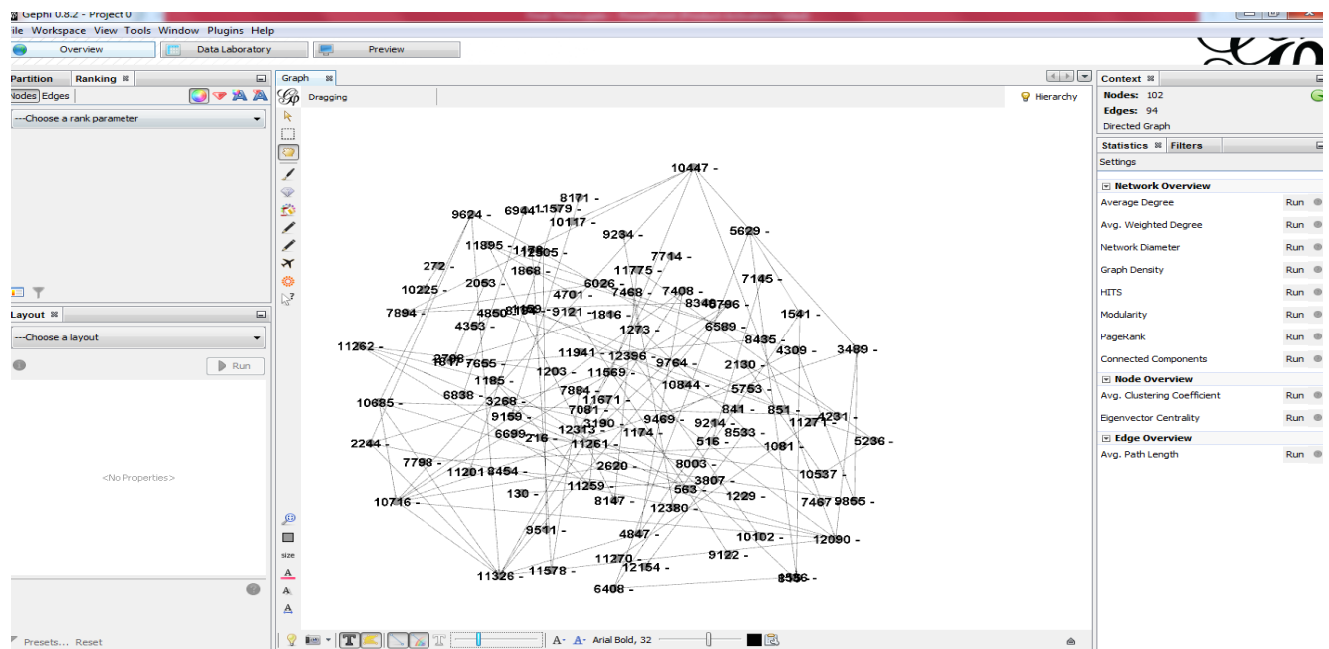 Gephi 0.8.2 - Project 0
ile Workspace View Tools Window Plugins Help
Overview
Data Laboratory
Preview
Partition
Ranking
Nodes Edges
---Choose a rank parameter
Layout
---Choose a layout
Run
<No Properties>
Presets... Reset
Graph
Dragging
Hierarchy
10447 -
8171 -
6944
11579 -
9624 -
10117 -
9234 -
5629 -
11895 -
7714 -
272 -
1868 -
11775 -
7145 -
10225 -
2053 -
6026 -
4701 -
7468 -
7408 -
8346
7894 -
4850
9121
1816 -
1541 -
4353 -
1273 -
6589 -
8435 -
11262 -
11941 -
12396 -
9764 -
4309 -
3489 -
7655 -
1203 -
11569 -
2130 -
1185 -
10844 -
5753 -
6838 -
3268 -
7884 -
11671 -
10685 -
9159 -
7081 -
841 -
851 -
4231 -
3190 -
9469 -
9214 -
11271 -
6699
216 -
12313
1174 -
8533 -
2244 -
11261 -
516 -
1081 -
5236 -
7798 -
11201
8454 -
2620 -
8003 -
10537 -
3807 -
130 -
11259 -
563
10716 -
8147 -
1229 -
7467
9865 -
12380 -
9511 -
4847 -
10102 -
12090 -
9122 -
11270 -
12154 -
11326 -
11578 -
6408 -
size
Arial Bold, 32
Context
Nodes: 102
Edges: 94
Directed Graph
Statistics
Filters
Settings
Network Overview
Average Degree Run
Avg. Weighted Degree Run
Network Diameter Run
Graph Density Run
HITS Run
Modularity Run
PageRank Run
Connected Components Run
Node Overview
Avg. Clustering Coefficient Run
Eigenvector Centrality Run
Edge Overview
Avg. Path Length Run